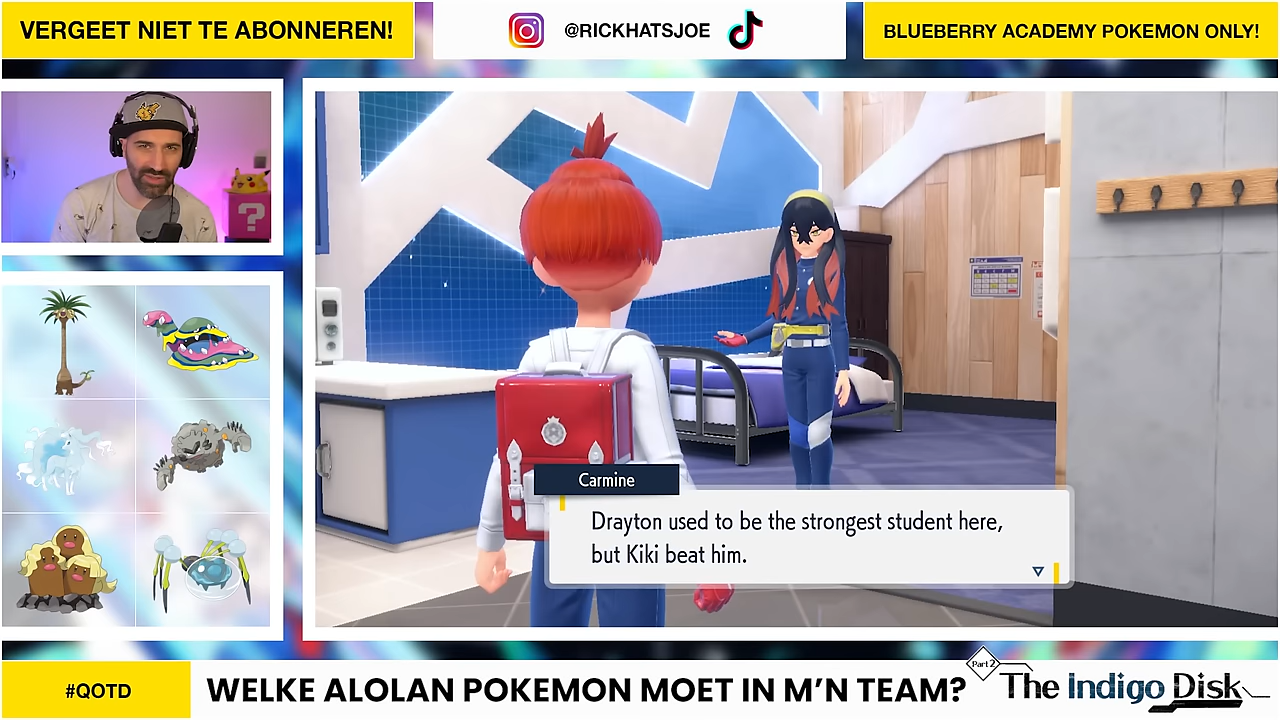 VERGEET NIET TE ABONNEREN!
@RICKHATSJOE
BLUEBERRY ACADEMY POKEMON ONLY!
?
Carmine
Drayton used to be the strongest student here,
but Kiki beat him.
#QOTD
WELKE ALOLAN POKEMON MOET IN M'N TEAM?
Part 2
The Indigo Disk